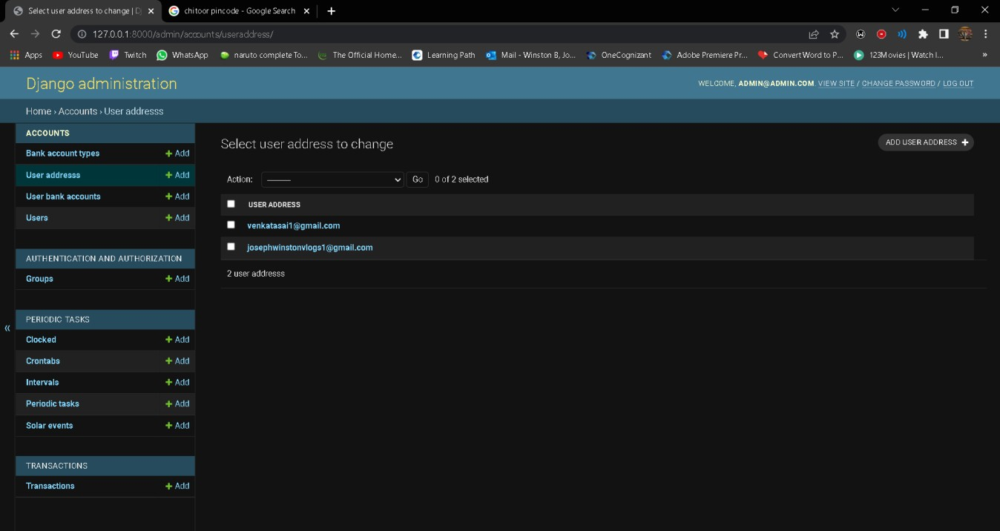 Select user address to change | Dj
chitoor pincode - Google Search
127.0.0.1:8000/admin/accounts/useraddress/
Apps YouTube Twitch WhatsApp naruto complete To... The Official Home... Learning Path Mail - Winston B, Jo... OneCognizant Adobe Premiere Pr... Convert Word to P... 123Movies | Watch l... »
Django administration
WELCOME, ADMIN@ADMIN.COM. VIEW SITE / CHANGE PASSWORD / LOG OUT
Home › Accounts › User addresss
ACCOUNTS
Bank account types + Add
User addresss + Add
User bank accounts + Add
Users + Add
AUTHENTICATION AND AUTHORIZATION
Groups + Add
PERIODIC TASKS
Clocked + Add
Crontabs + Add
Intervals + Add
Periodic tasks + Add
Solar events + Add
TRANSACTIONS
Transactions + Add
«
Select user address to change
ADD USER ADDRESS +
Action: --------- Go 0 of 2 selected
USER ADDRESS
venkatasai1@gmail.com
josephwinstonvlogs1@gmail.com
2 user addresss